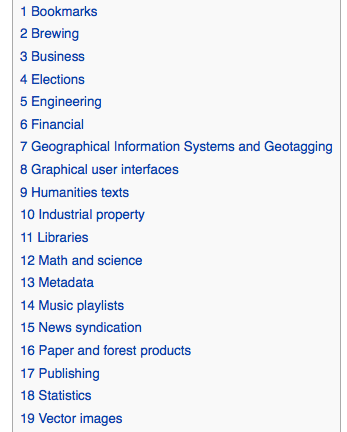 1 Bookmarks
2 Brewing
3 Business
4 Elections
5 Engineering
6 Financial
7 Geographical Information Systems and Geotagging
8 Graphical user interfaces
9 Humanities texts
10 Industrial property
11 Libraries
12 Math and science
13 Metadata
14 Music playlists
15 News syndication
16 Paper and forest products
17 Publishing
18 Statistics
19 Vector images